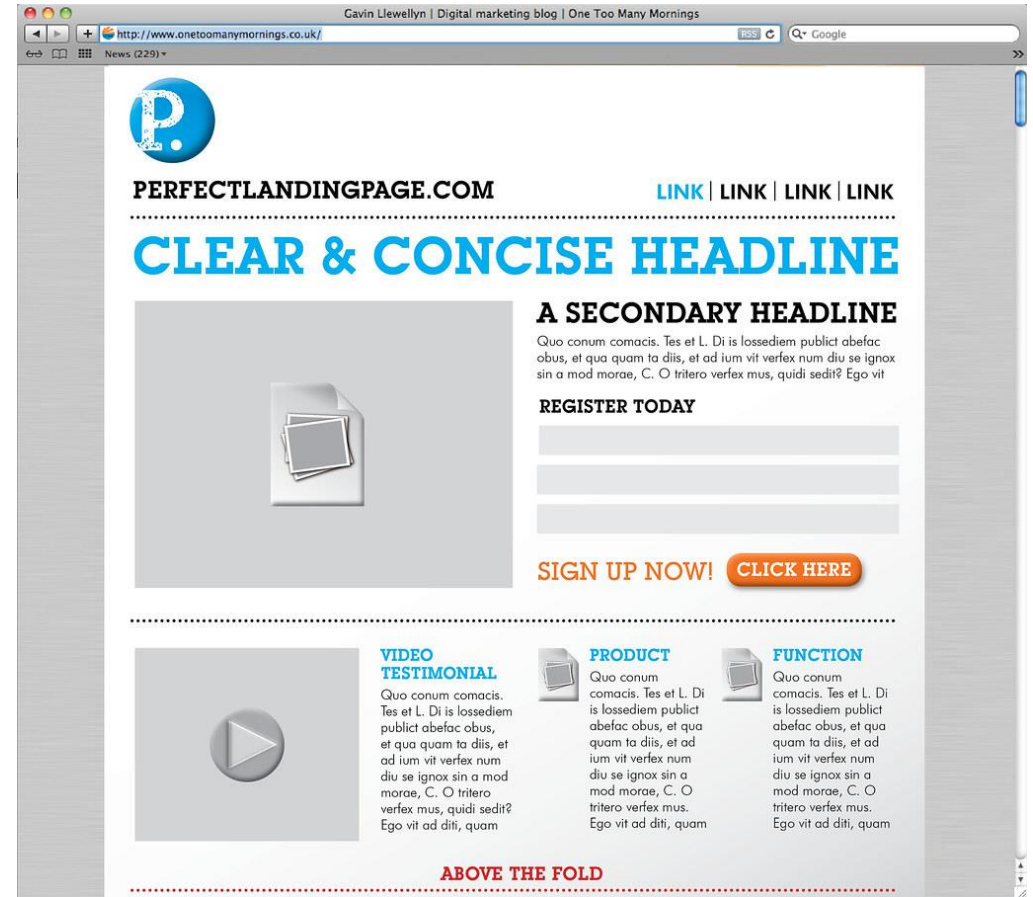 Gavin Llewellyn | Digital marketing blog | One Too Many Mornings
http://www.onetoomanymornings.co.uk/
RSS
Google
News (229)
P.
PERFECTLANDINGPAGE.COM
LINK | LINK | LINK | LINK
CLEAR & CONCISE HEADLINE
A SECONDARY HEADLINE
Quo conum comacis. Tes et L. Di is lossediem publict abefac
obus, et qua quam ta diis, et ad ium vit verfex num diu se ignox
sin a mod morae, C. O tritero verfex mus, quidi sedit? Ego vit
REGISTER TODAY
SIGN UP NOW!
CLICK HERE
VIDEO
TESTIMONIAL
Quo conum comacis.
Tes et L. Di is lossediem
publict abefac obus,
et qua quam ta diis, et
ad ium vit verfex num
diu se ignox sin a mod
morae, C. O tritero
verfex mus, quidi sedit?
Ego vit ad diti, quam
PRODUCT
Quo conum
comacis. Tes et L. Di
is lossediem publict
abefac obus, et qua
quam ta diis, et ad
ium vit verfex num
diu se ignox sin a
mod morae, C. O
tritero verfex mus.
Ego vit ad diti, quam
FUNCTION
Quo conum
comacis. Tes et L. Di
is lossediem publict
abefac obus, et qua
quam ta diis, et ad
ium vit verfex num
diu se ignox sin a
mod morae, C. O
tritero verfex mus.
Ego vit ad diti, quam
ABOVE THE FOLD